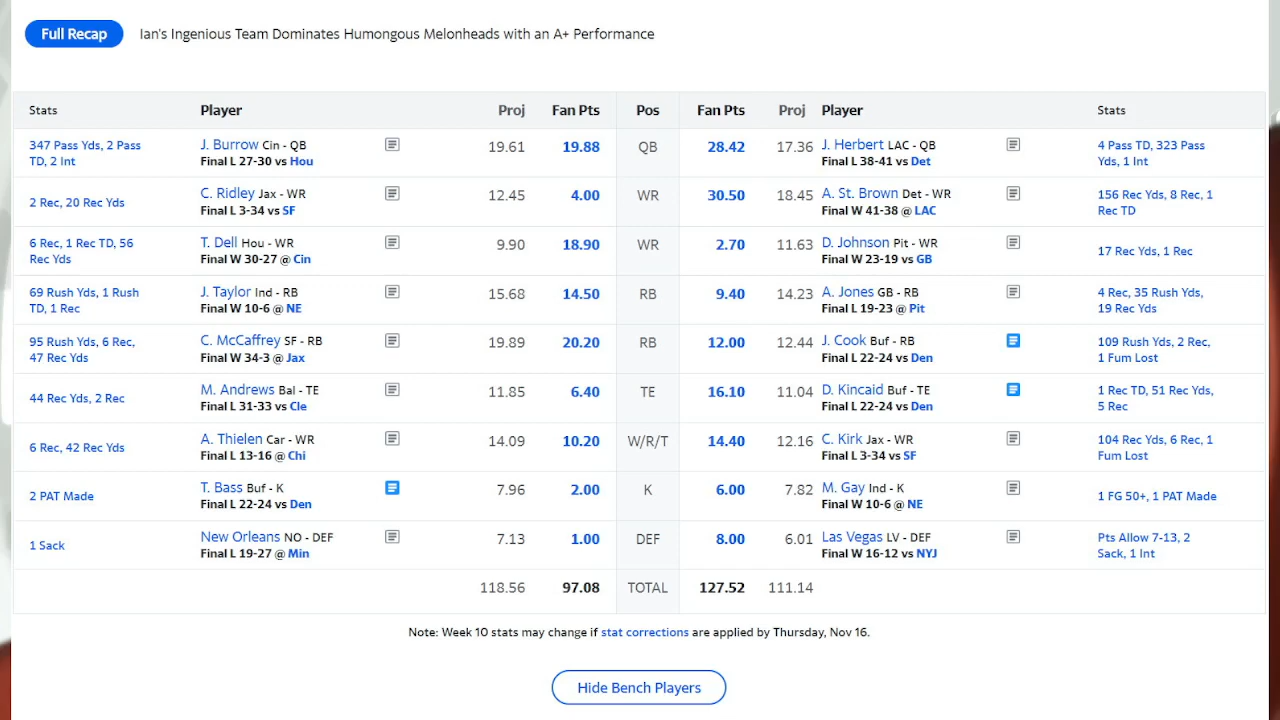 Full Recap Ian's Ingenious Team Dominates Humongous Melonheads with an A+ Performance
Stats Player Proj Fan Pts Pos Fan Pts Proj Player Stats
347 Pass Yds, 2 Pass J. Burrow Cin - QB 19.61 19.88 QB 28.42 17.36 J. Herbert LAC - QB 4 Pass TD, 323 Pass
TD, 2 Int Final L 27-30 vs Hou Final L 38-41 vs Det Yds, 1 Int
2 Rec, 20 Rec Yds C. Ridley Jax - WR 12.45 4.00 WR 30.50 18.45 A. St. Brown Det - WR 156 Rec Yds, 8 Rec, 1
Final L 3-34 vs SF Final W 41-38 @ LAC Rec TD
6 Rec, 1 Rec TD, 56 T. Dell Hou - WR 9.90 18.90 WR 2.70 11.63 D. Johnson Pit - WR 17 Rec Yds, 1 Rec
Rec Yds Final W 30-27 @ Cin Final W 23-19 vs GB
69 Rush Yds, 1 Rush J. Taylor Ind - RB 15.68 14.50 RB 9.40 14.23 A. Jones GB - RB 4 Rec, 35 Rush Yds,
TD, 1 Rec Final W 10-6 @ NE Final L 19-23 @ Pit 19 Rec Yds
95 Rush Yds, 6 Rec, C. McCaffrey SF - RB 19.89 20.20 RB 12.00 12.44 J. Cook Buf - RB 109 Rush Yds, 2 Rec,
47 Rec Yds Final W 34-3 @ Jax Final L 22-24 vs Den 1 Fum Lost
44 Rec Yds, 2 Rec M. Andrews Bal - TE 11.85 6.40 TE 16.10 11.04 D. Kincaid Buf - TE 1 Rec TD, 51 Rec Yds,
Final L 31-33 vs Cle Final L 22-24 vs Den 5 Rec
6 Rec, 42 Rec Yds A. Thielen Car - WR 14.09 10.20 W/R/T 14.40 12.16 C. Kirk Jax - WR 104 Rec Yds, 6 Rec, 1
Final L 13-16 @ Chi Final L 3-34 vs SF Fum Lost
2 PAT Made T. Bass Buf - K 7.96 2.00 K 6.00 7.82 M. Gay Ind - K 1 FG 50+, 1 PAT Made
Final L 22-24 vs Den Final W 10-6 @ NE
1 Sack New Orleans NO - DEF 7.13 1.00 DEF 8.00 6.01 Las Vegas LV - DEF Pts Allow 7-13, 2
Final L 19-27 @ Min Final W 16-12 vs NYJ Sack, 1 Int
118.56 97.08 TOTAL 127.52 111.14
Note: Week 10 stats may change if stat corrections are applied by Thursday, Nov 16.
Hide Bench Players